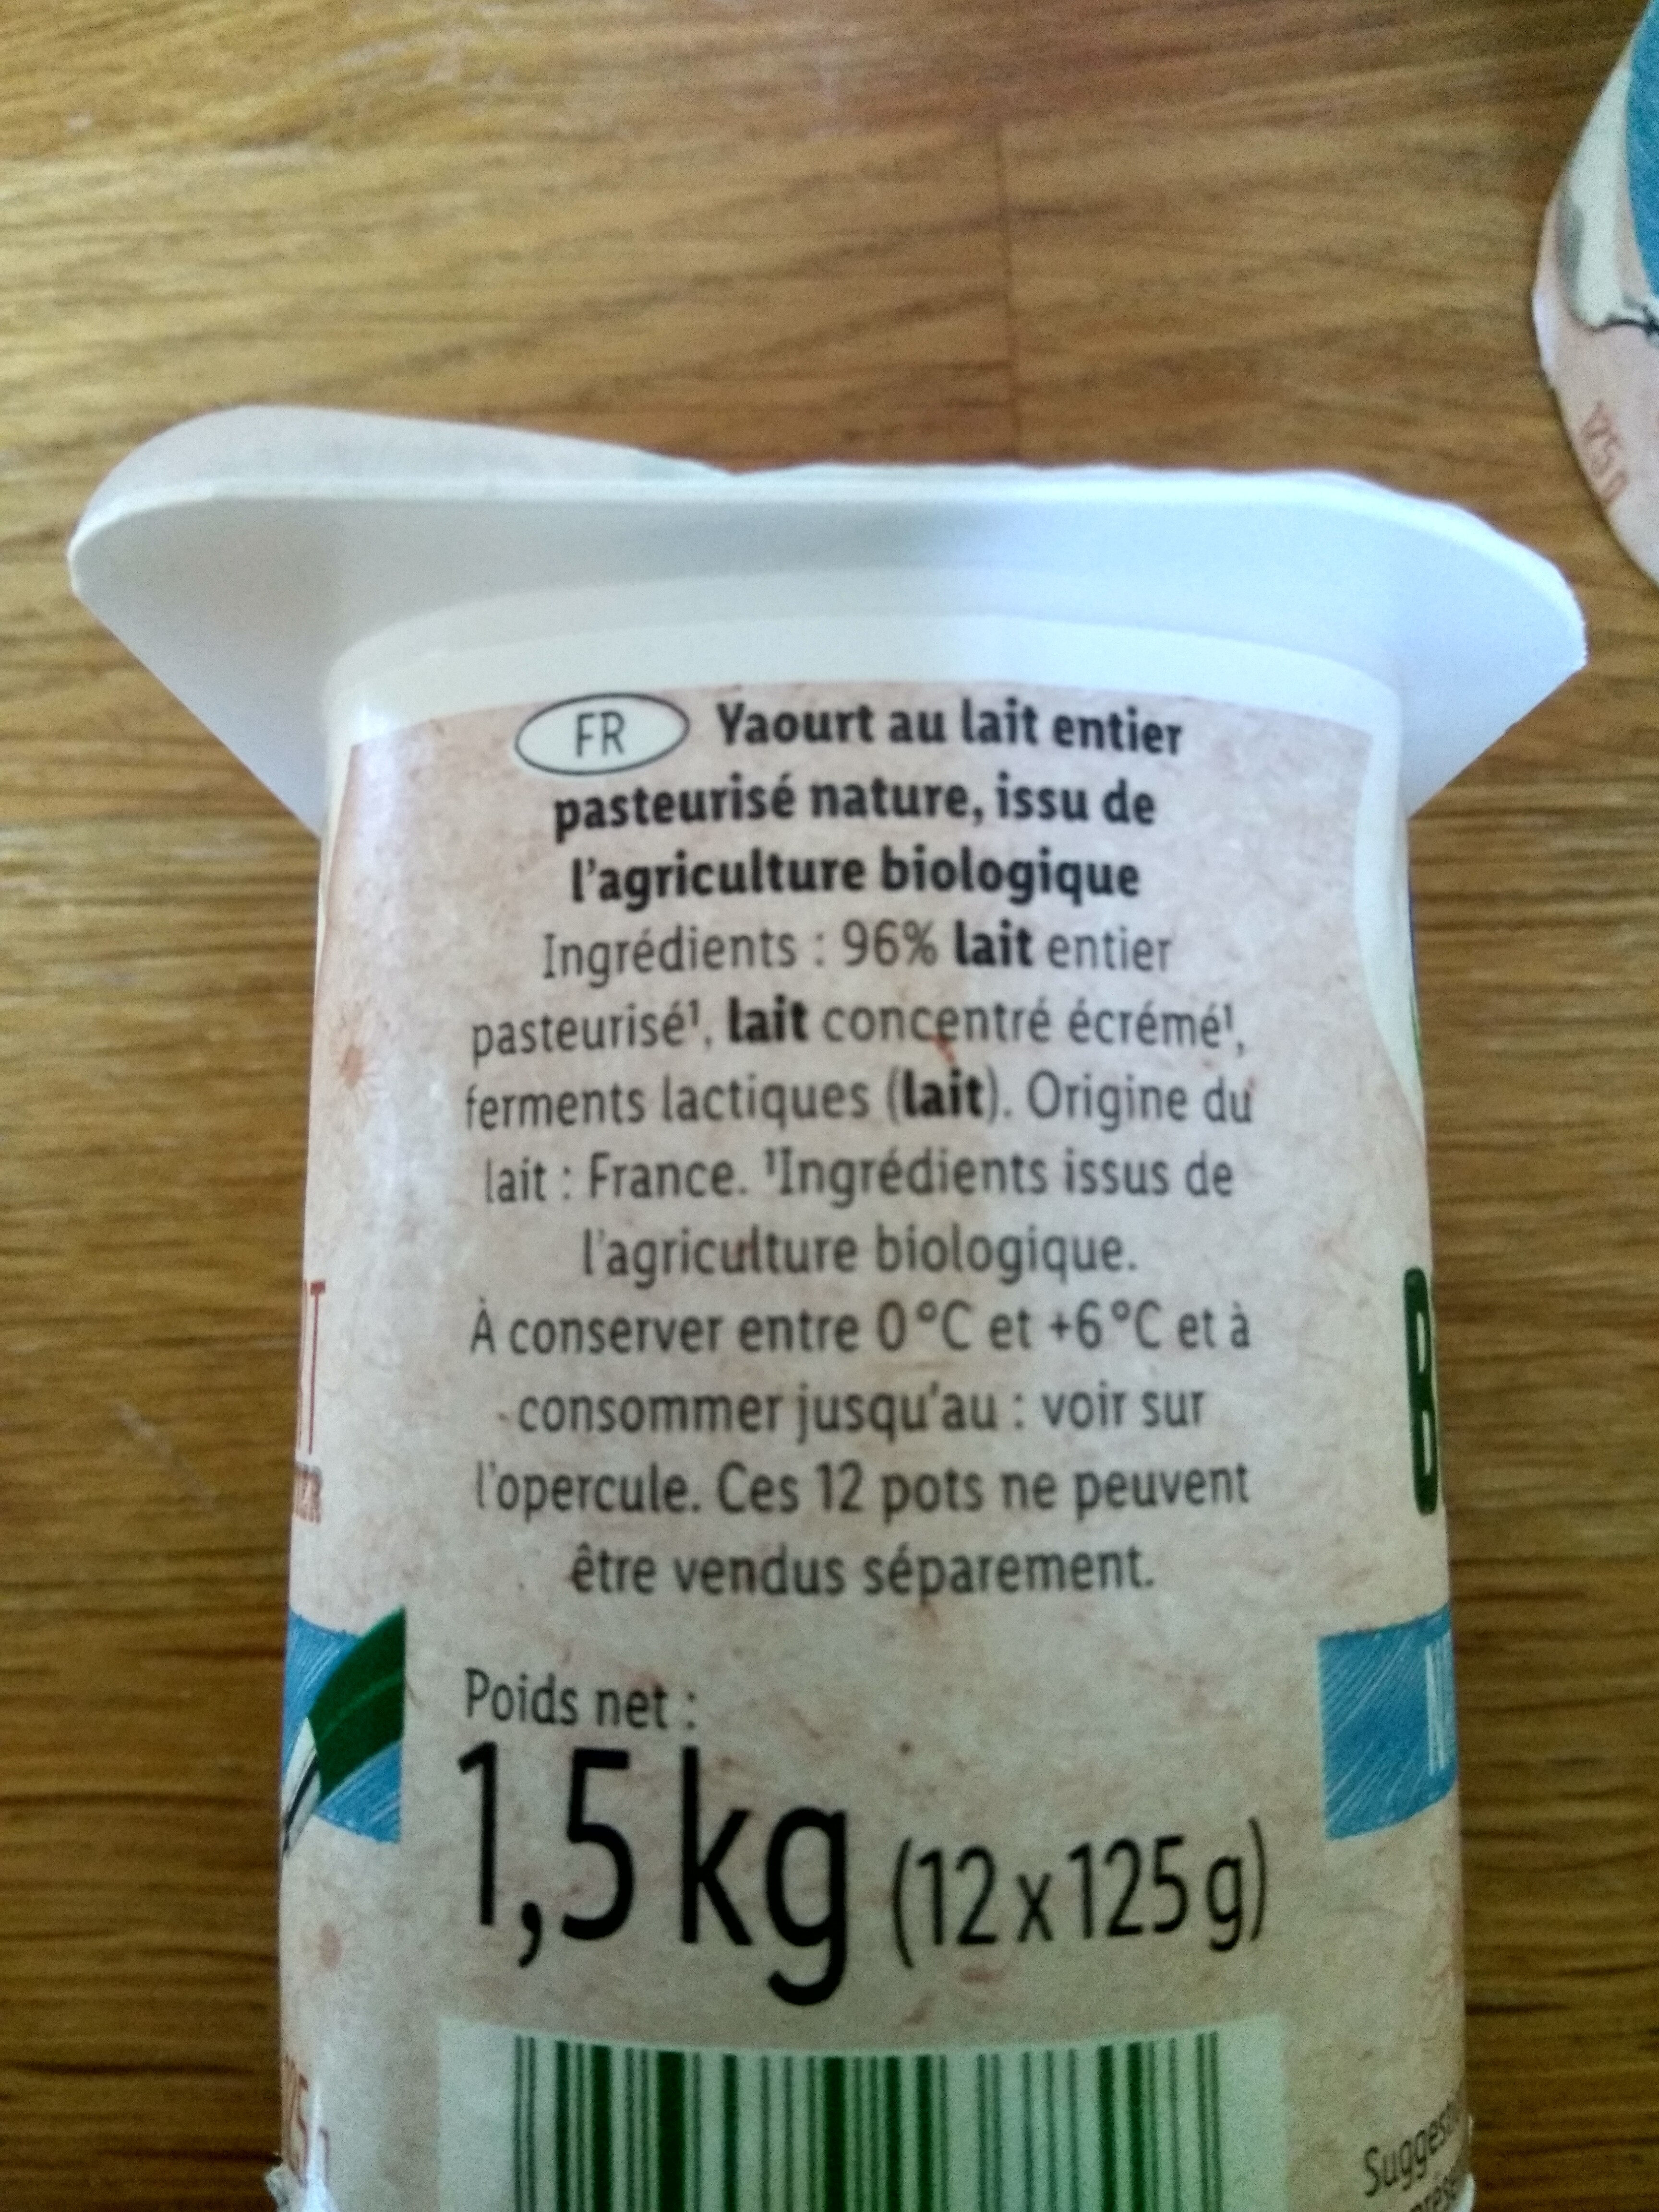 FR Yaourt au lait entier
pasteurisé nature, issu de
l'agriculture biologique
Ingrédients : 96% lait entier
pasteurisé¹, lait concentré écrémé¹,
ferments lactiques (lait). Origine du
lait : France. ¹Ingrédients issus de
l'agriculture biologique.
À conserver entre 0°C et +6°C et à
consommer jusqu'au : voir sur
l'opercule. Ces 12 pots ne peuvent
être vendus séparement.
Poids net :
1,5 kg (12 x 125 g)
125 g